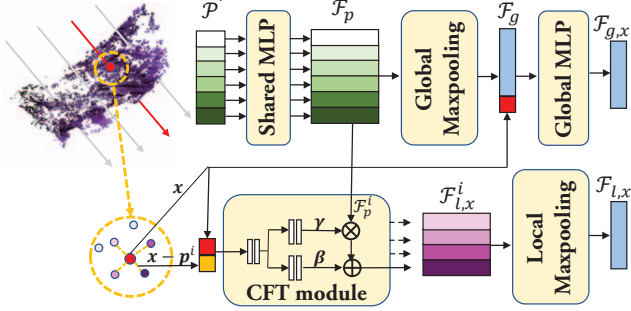 𝒫
Shared MLP
ℱ_p
Global
Maxpooling
ℱ_g
Global MLP
ℱ_{g,x}
x
x − p^i
γ
β
ℱ_p^i
CFT module
ℱ_{l,x}^i
Local
Maxpooling
ℱ_{l,x}